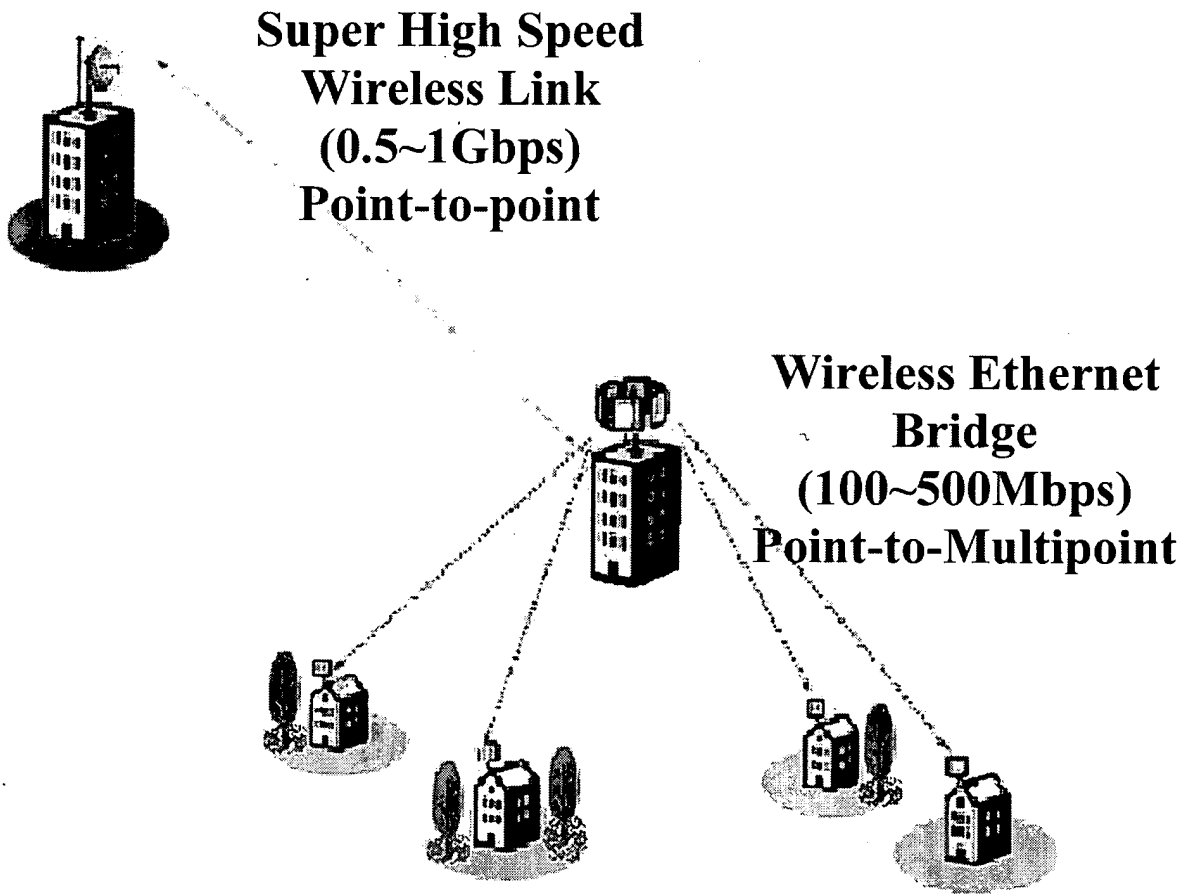 Super High Speed
Wireless Link
(0.5~1Gbps)
Point-to-point
Wireless Ethernet
Bridge
(100~500Mbps)
Point-to-Multipoint